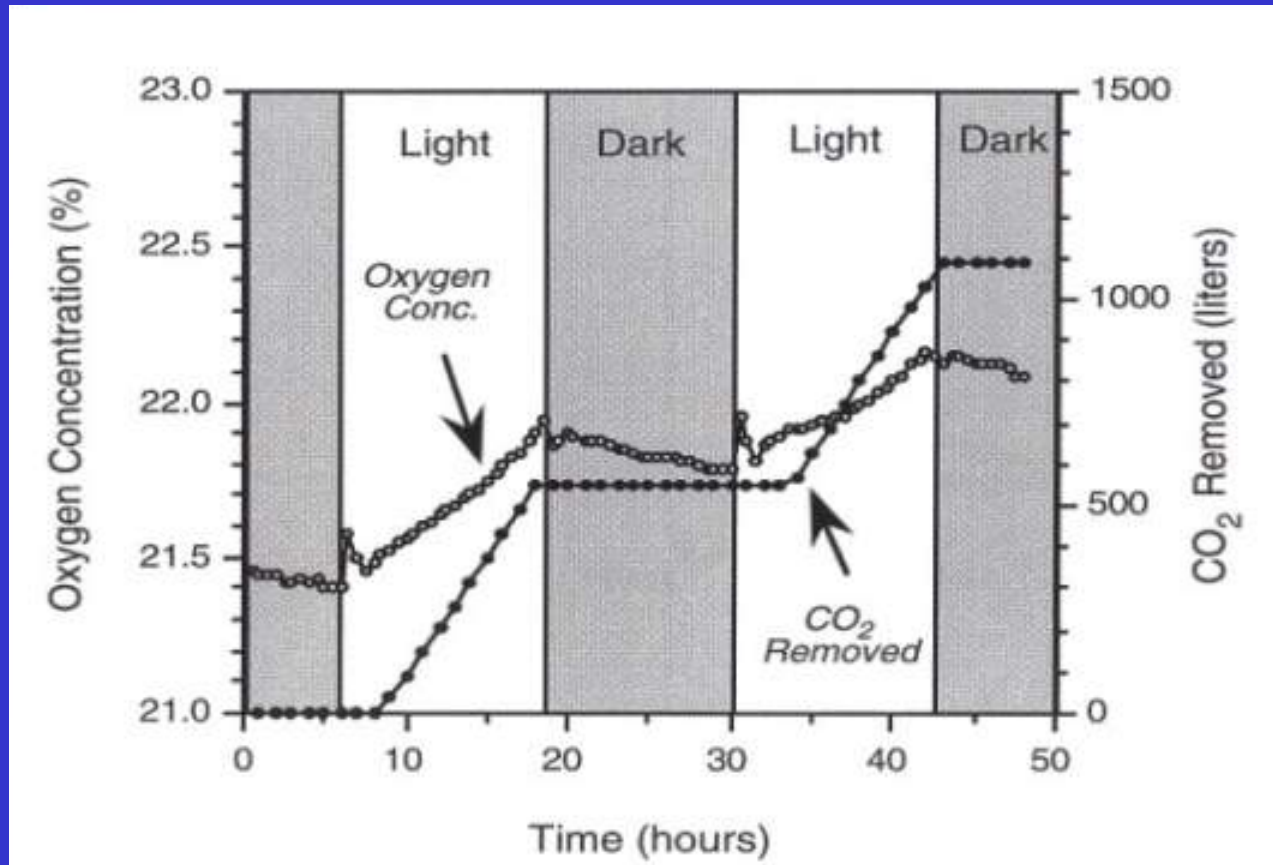 23.0
22.5
22.0
21.5
21.0
Oxygen Concentration (%)
Light
Dark
Light
Dark
Oxygen
Conc.
CO₂
Removed
1500
1000
500
0
CO₂ Removed (liters)
0
10
20
30
40
50
Time (hours)